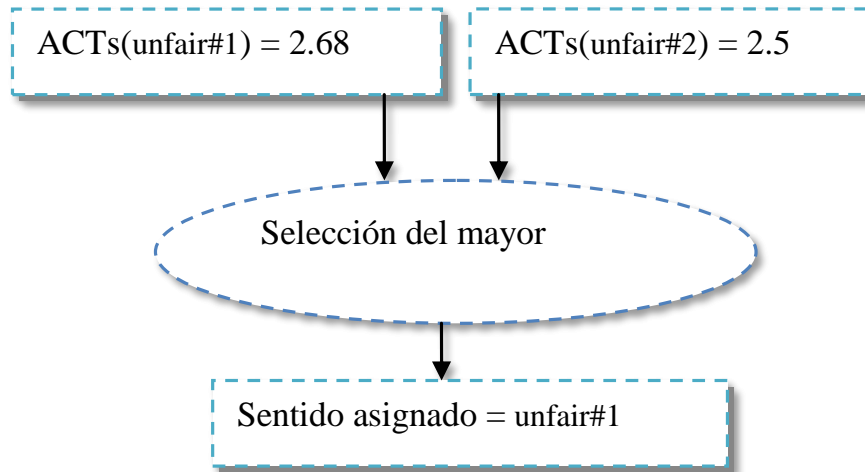 ACTs(unfair#1) = 2.68
ACTs(unfair#2) = 2.5
Selección del mayor
Sentido asignado = unfair#1